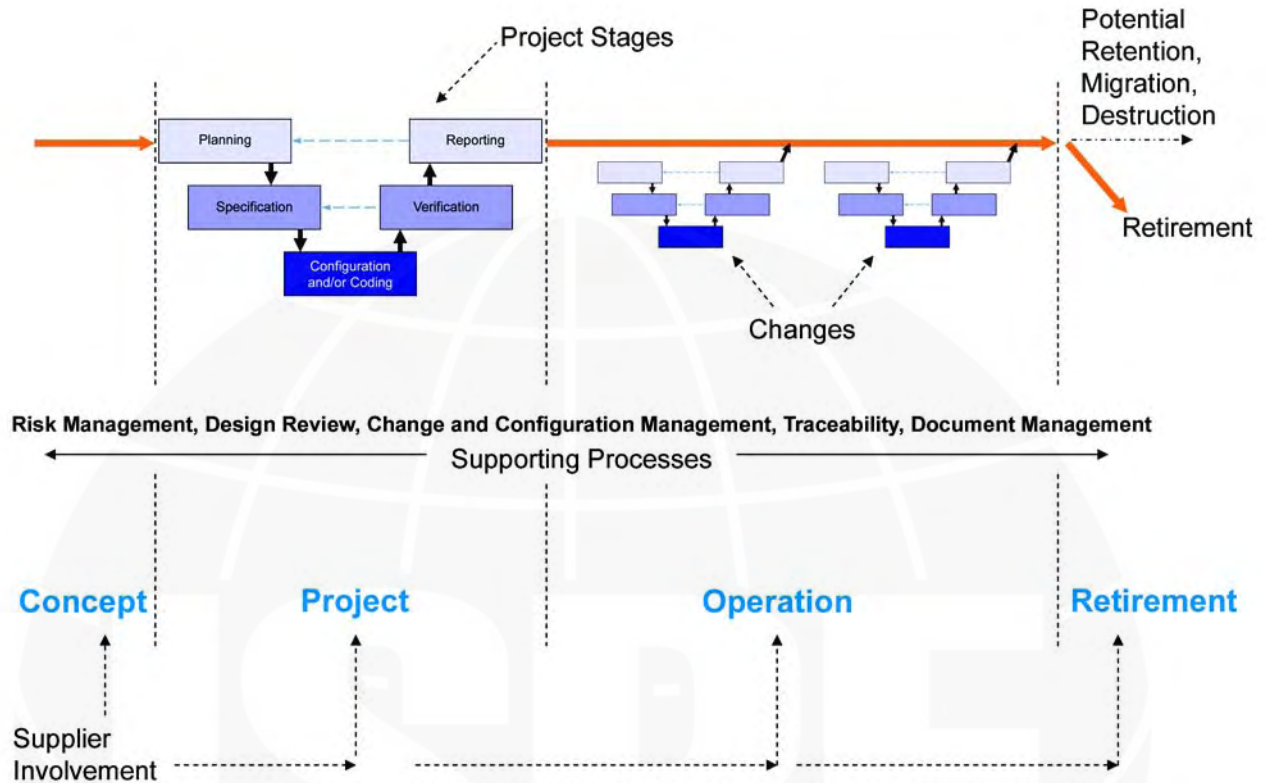 Project Stages
Potential
Retention,
Migration,
Destruction
Planning
Reporting
Specification
Verification
Configuration
and/or Coding
Retirement
Changes
Risk Management, Design Review, Change and Configuration Management, Traceability, Document Management
Supporting Processes
Concept
Project
Operation
Retirement
Supplier
Involvement
ISPE